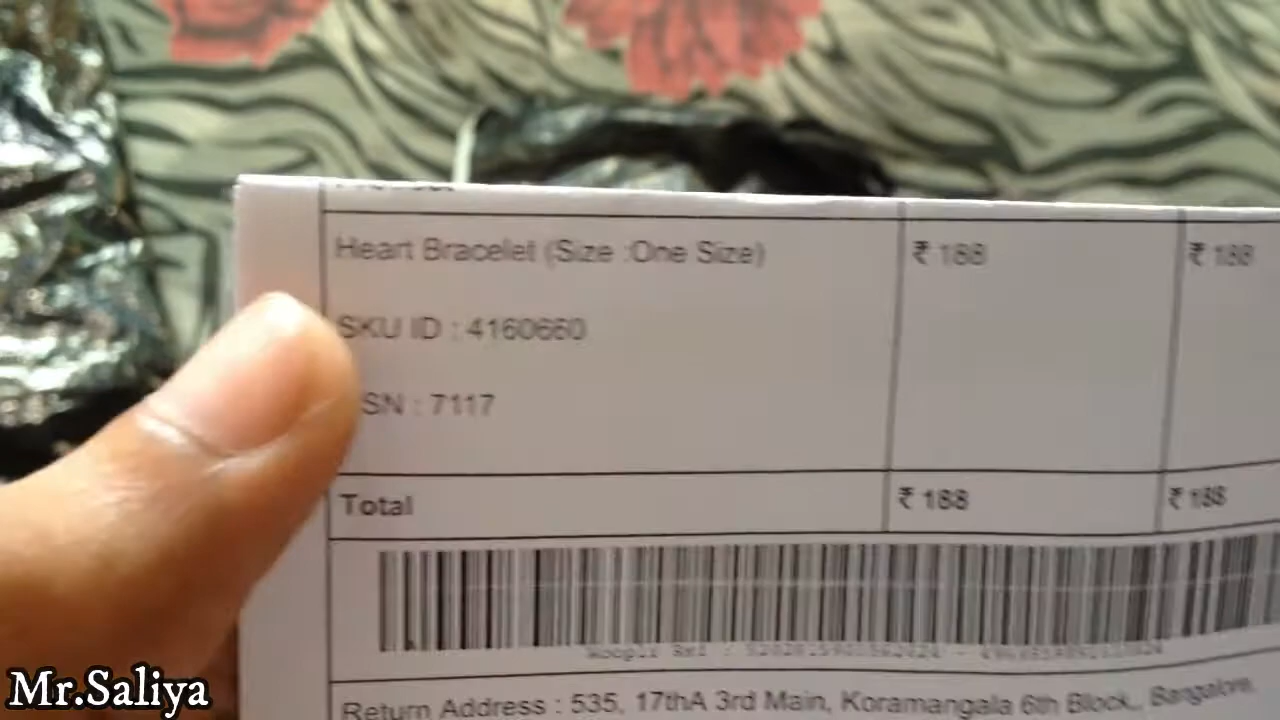 Heart Bracelet (Size :One Size) ₹ 188 ₹ 188
SKU ID : 4160660
SN : 7117
Total ₹ 188 ₹ 188
Return Address : 535, 17thA 3rd Main, Koramangala 6th Block,, Bangalore,
Mr.Saliya